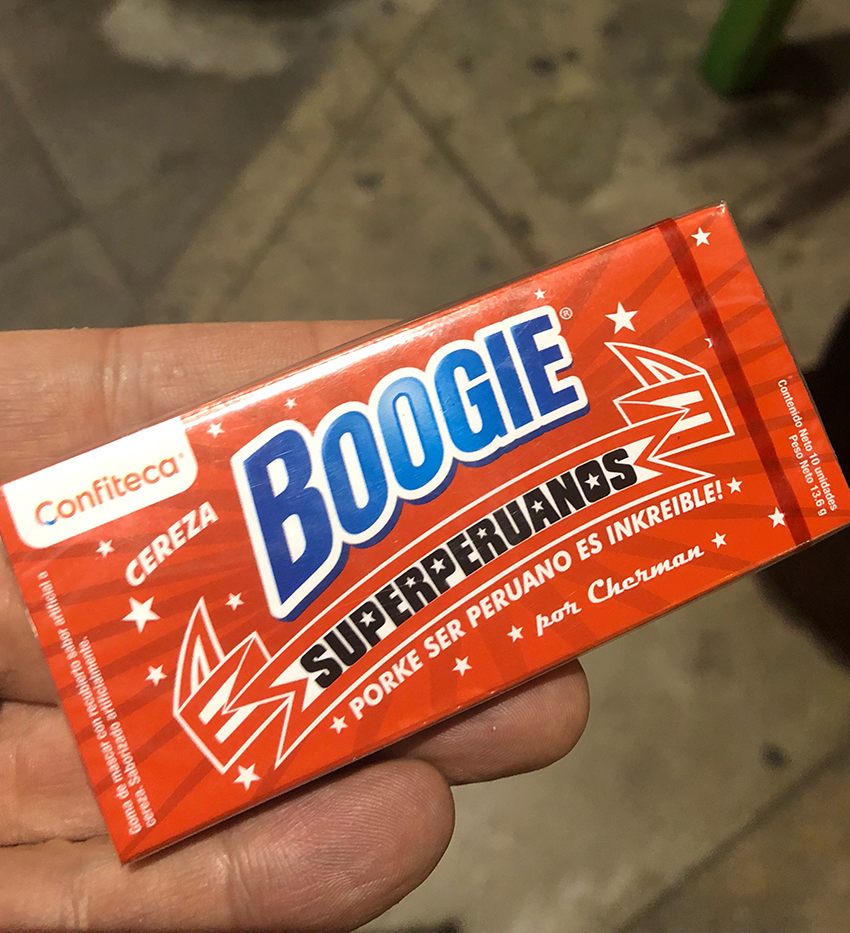 Confiteca®
CEREZA
BOOGIE®
SUPERPERUANOS
PORKE SER PERUANO ES INKREIBLE!
por Cherman
Contenido Neto 10 unidades
Peso Neto 13.6 g
Goma de mascar con recubierto sabor artificial a
cereza. Saborizado artificialmente.